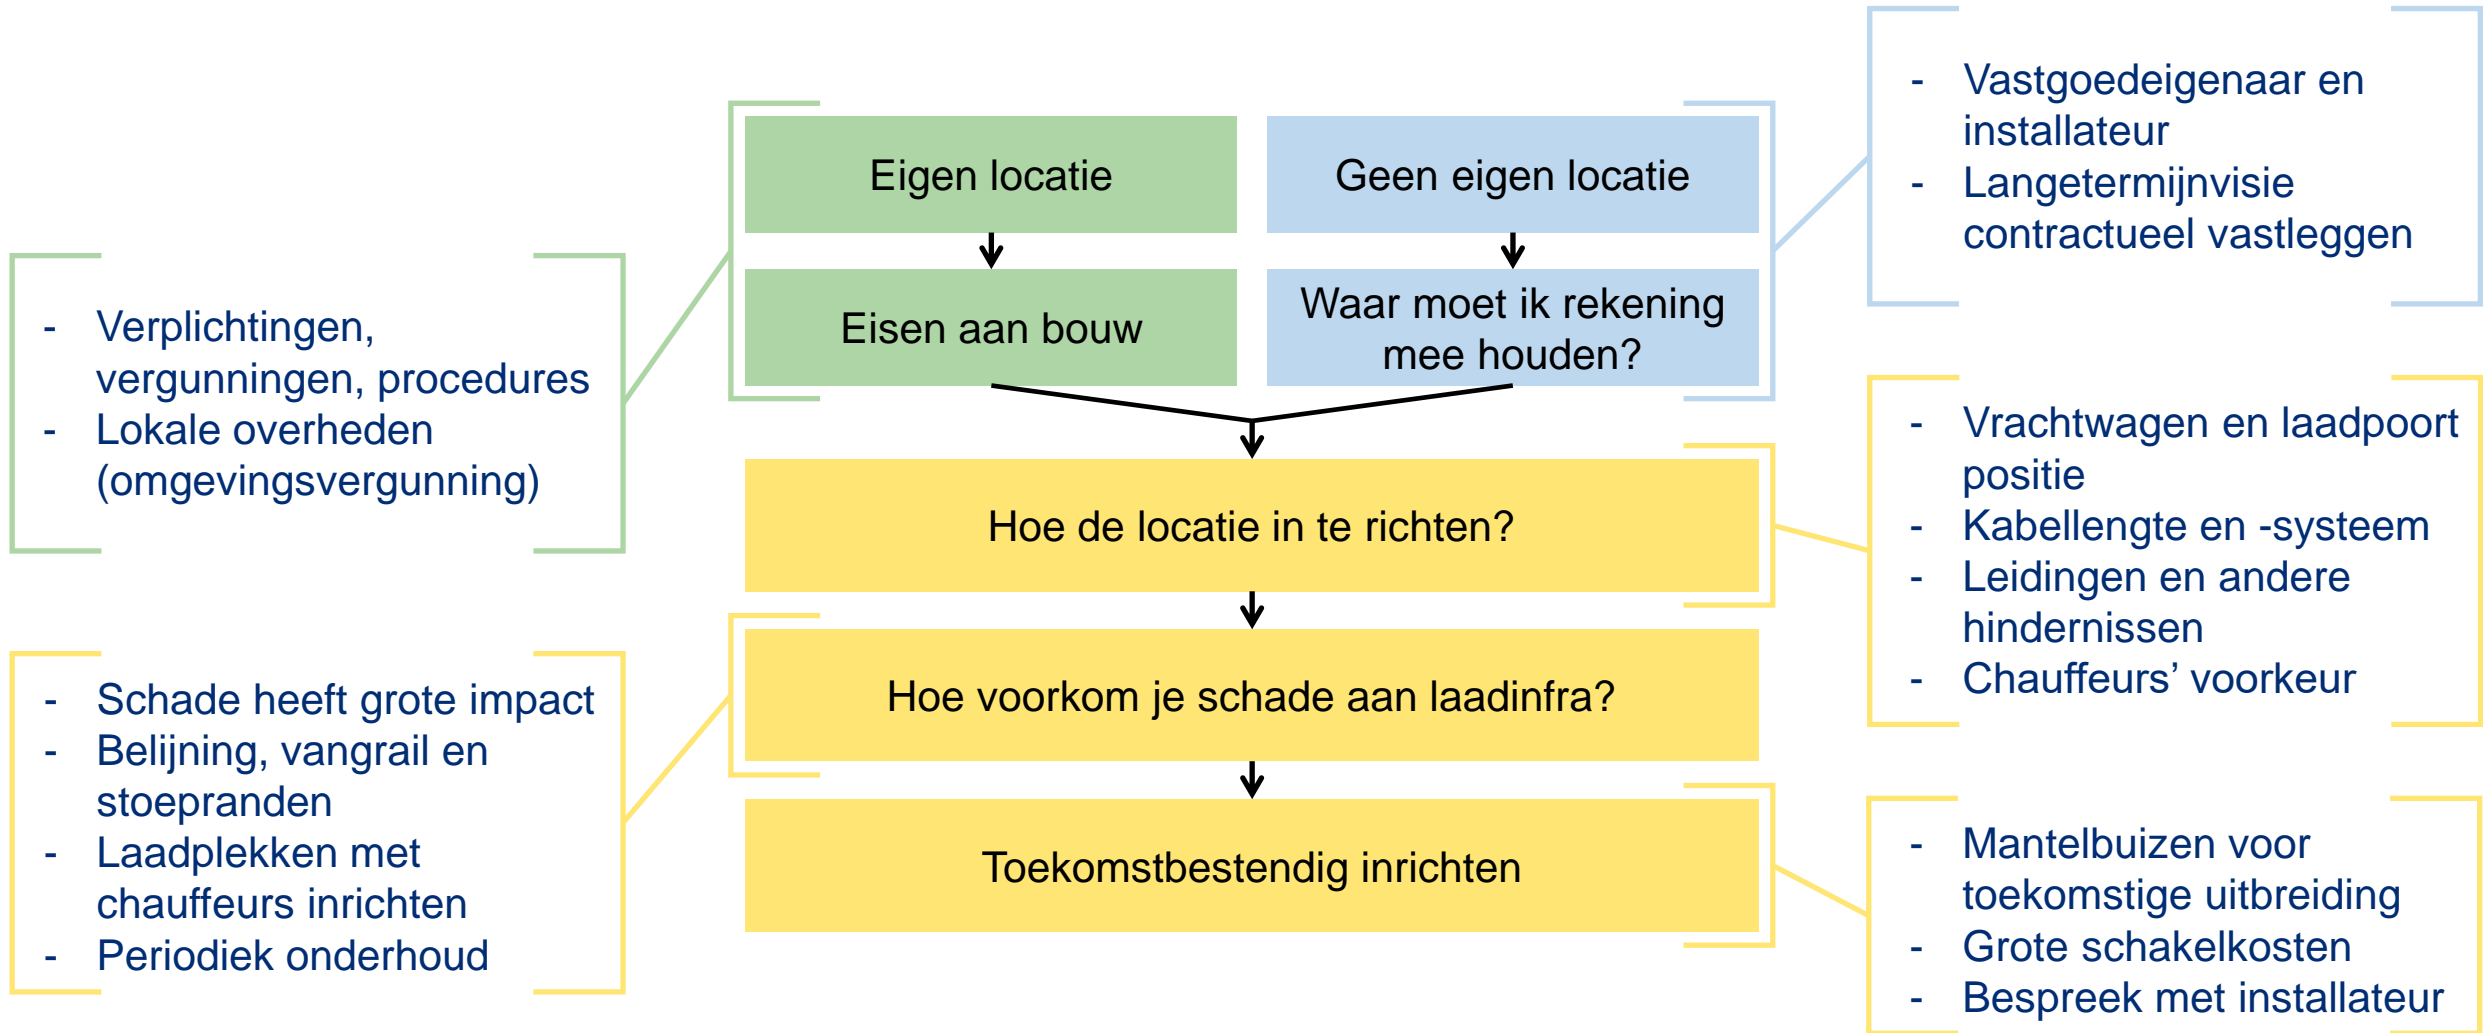 Eigen locatie
Geen eigen locatie
Eisen aan bouw
Waar moet ik rekening
mee houden?
- Verplichtingen,
vergunningen, procedures
- Lokale overheden
(omgevingsvergunning)
- Vastgoedeigenaar en
installateur
- Langetermijnvisie
contractueel vastleggen
Hoe de locatie in te richten?
- Vrachtwagen en laadpoort
positie
- Kabellengte en -systeem
- Leidingen en andere
hindernissen
- Chauffeurs’ voorkeur
Hoe voorkom je schade aan laadinfra?
- Schade heeft grote impact
- Belijning, vangrail en
stoepranden
- Laadplekken met
chauffeurs inrichten
- Periodiek onderhoud
Toekomstbestendig inrichten
- Mantelbuizen voor
toekomstige uitbreiding
- Grote schakelkosten
- Bespreek met installateur